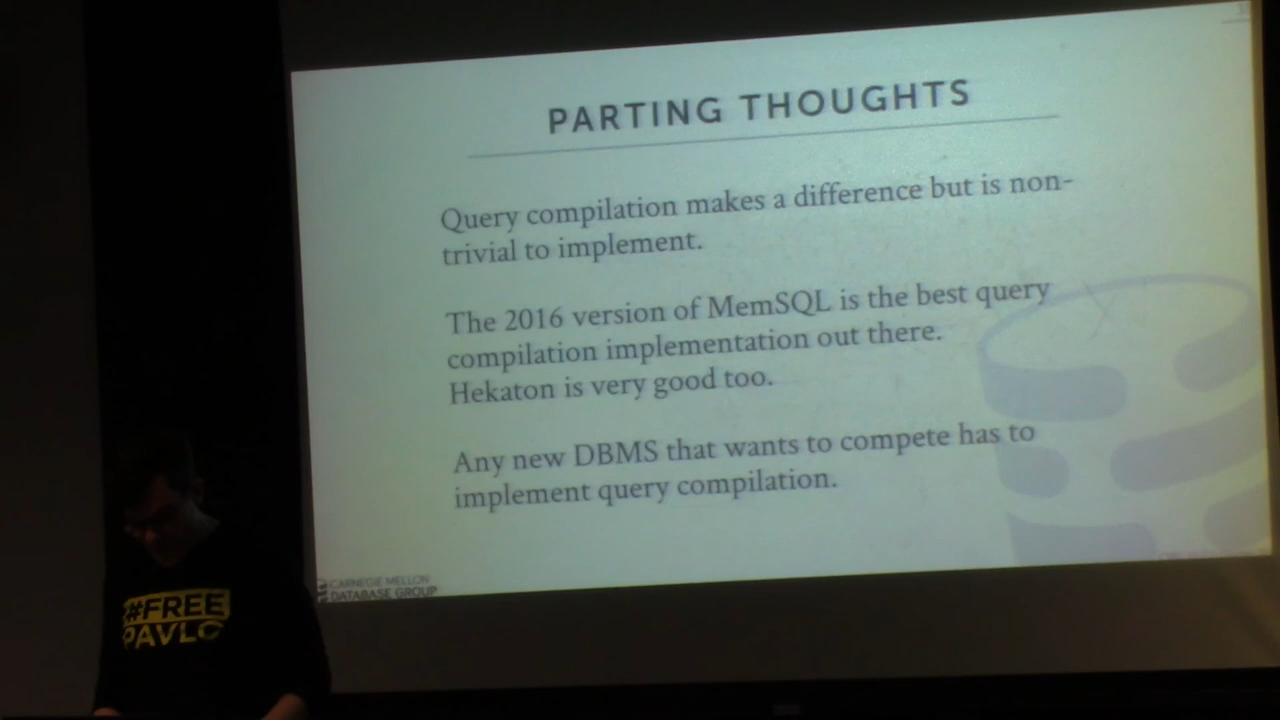 PARTING THOUGHTS
Query compilation makes a difference but is non-
trivial to implement.
The 2016 version of MemSQL is the best query
compilation implementation out there.
Hekaton is very good too.
Any new DBMS that wants to compete has to
implement query compilation.
CARNEGIE MELLON
DATABASE GROUP
#FREE
PAVLO